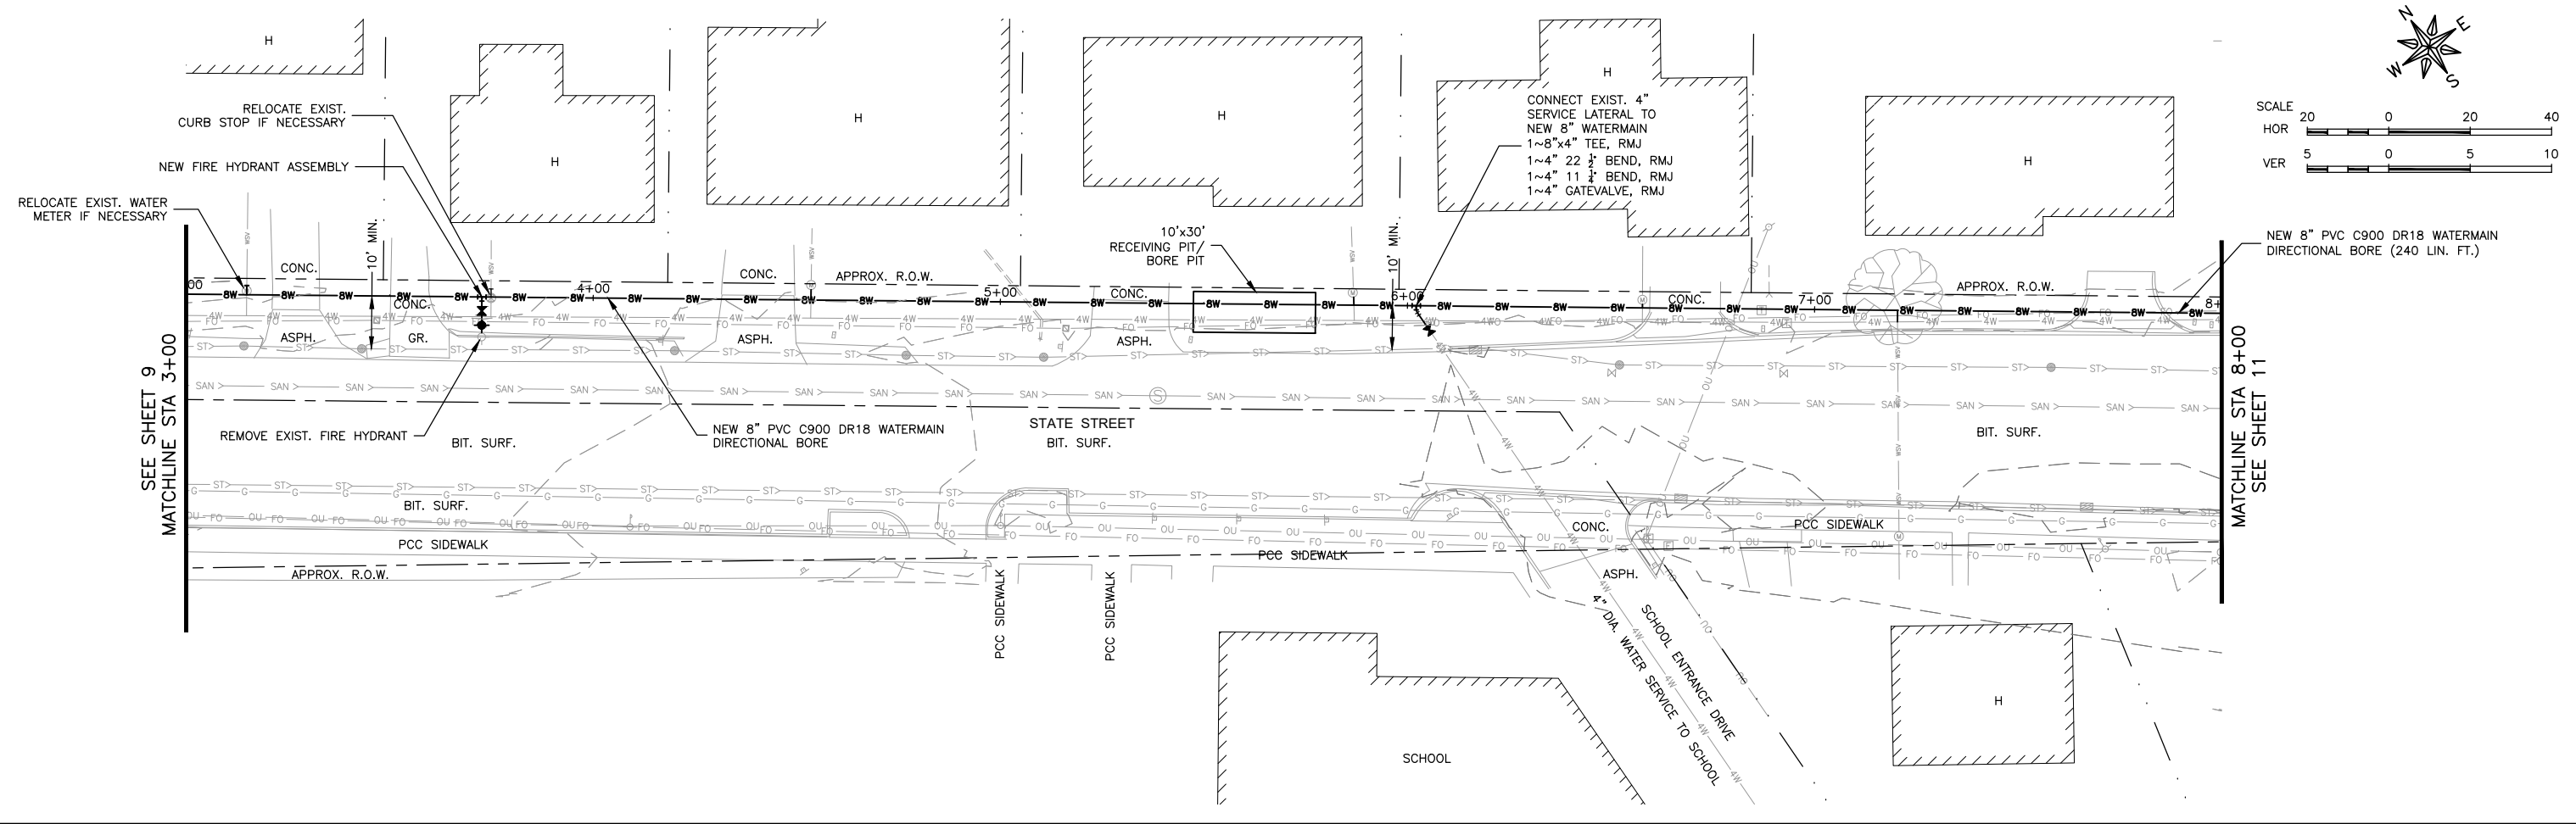 H
H
H
H
H
H
H
N
E
W
S
SCALE
HOR
20 0 20 40
VER
5 0 5 10
RELOCATE EXIST.
CURB STOP IF NECESSARY
NEW FIRE HYDRANT ASSEMBLY
RELOCATE EXIST. WATER
METER IF NECESSARY
CONNECT EXIST. 4"
SERVICE LATERAL TO
NEW 8" WATERMAIN
1~8"x4" TEE, RMJ
1~4" 22 ½° BEND, RMJ
1~4" 11 ¼° BEND, RMJ
1~4" GATEVALVE, RMJ
10'x30'
RECEIVING PIT/
BORE PIT
NEW 8" PVC C900 DR18 WATERMAIN
DIRECTIONAL BORE (240 LIN. FT.)
10' MIN.
10' MIN.
CONC.
CONC.
APPROX. R.O.W.
CONC.
CONC.
APPROX. R.O.W.
4+00
5+00
6+00
7+00
CONC.
ASPH.
GR.
ASPH.
ASPH.
SEE SHEET 9
MATCHLINE STA 3+00
MATCHLINE STA 8+00
SEE SHEET 11
REMOVE EXIST. FIRE HYDRANT
BIT. SURF.
NEW 8" PVC C900 DR18 WATERMAIN
DIRECTIONAL BORE
STATE STREET
BIT. SURF.
BIT. SURF.
BIT. SURF.
PCC SIDEWALK
APPROX. R.O.W.
PCC SIDEWALK
PCC SIDEWALK
PCC SIDEWALK
CONC.
PCC SIDEWALK
ASPH.
4" DIA. WATER SERVICE TO SCHOOL
SCHOOL ENTRANCE DRIVE
SCHOOL